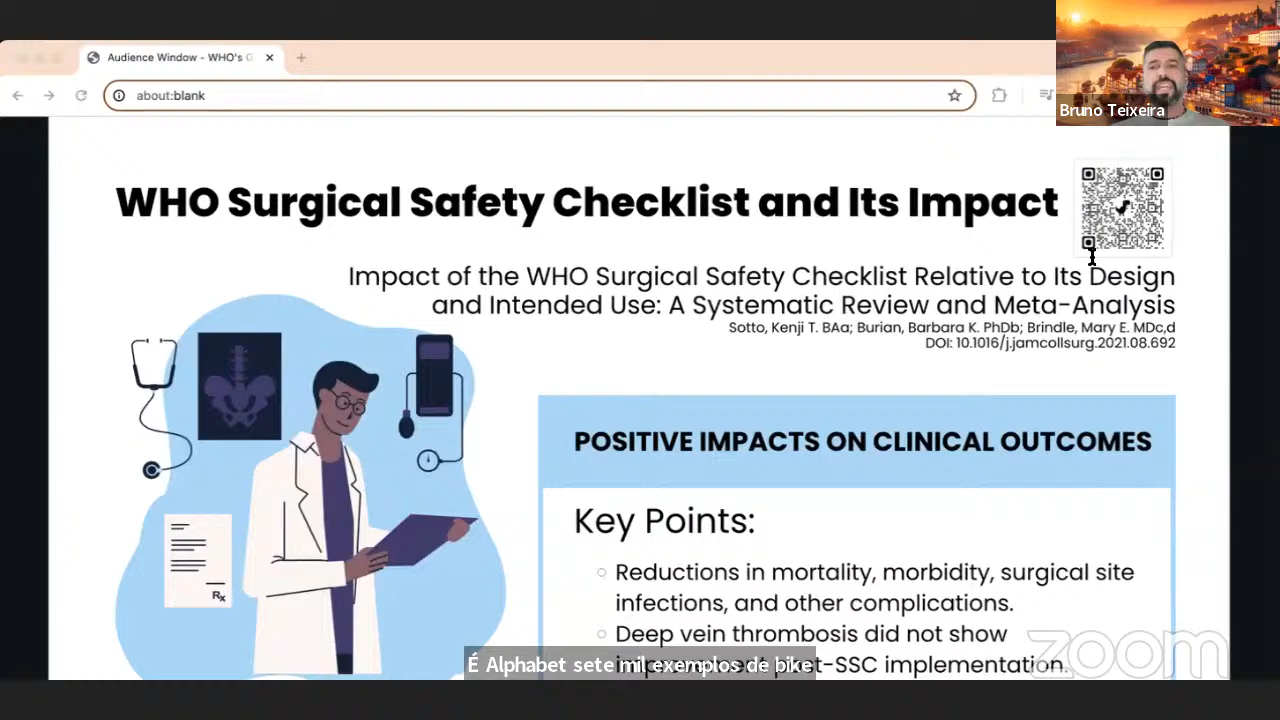 Audience Window - WHO's G
about:blank
Bruno Teixeira
WHO Surgical Safety Checklist and Its Impact
Impact of the WHO Surgical Safety Checklist Relative to Its Design
and Intended Use: A Systematic Review and Meta-Analysis
Sotto, Kenji T. BAa; Burian, Barbara K. PhDb; Brindle, Mary E. MDc,d
DOI: 10.1016/j.jamcollsurg.2021.08.692
POSITIVE IMPACTS ON CLINICAL OUTCOMES
Key Points:
Reductions in mortality, morbidity, surgical site
infections, and other complications.
Deep vein thrombosis did not show
-SSC implementation.
Rx
É Alphabet sete mil exemplos de bike
zoom